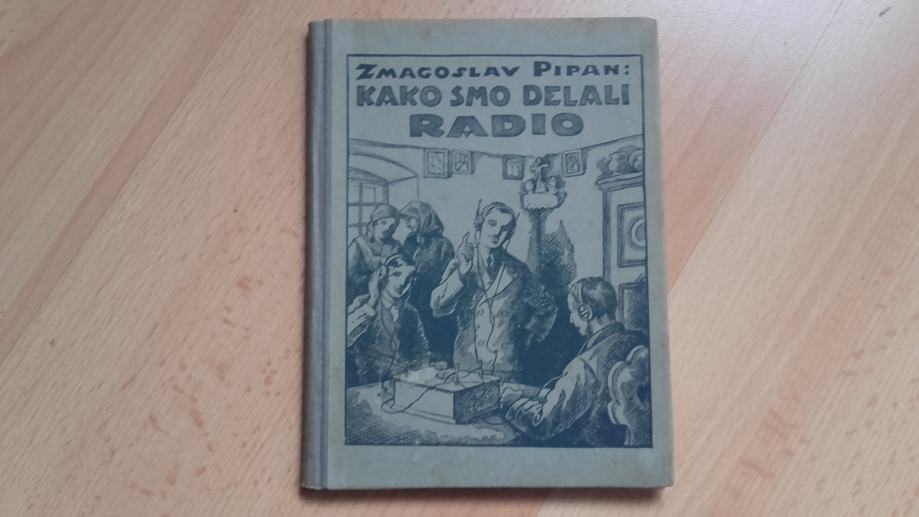 ZMAGOSLAV PIPAN:
KAKO SMO DELALI
RADIO